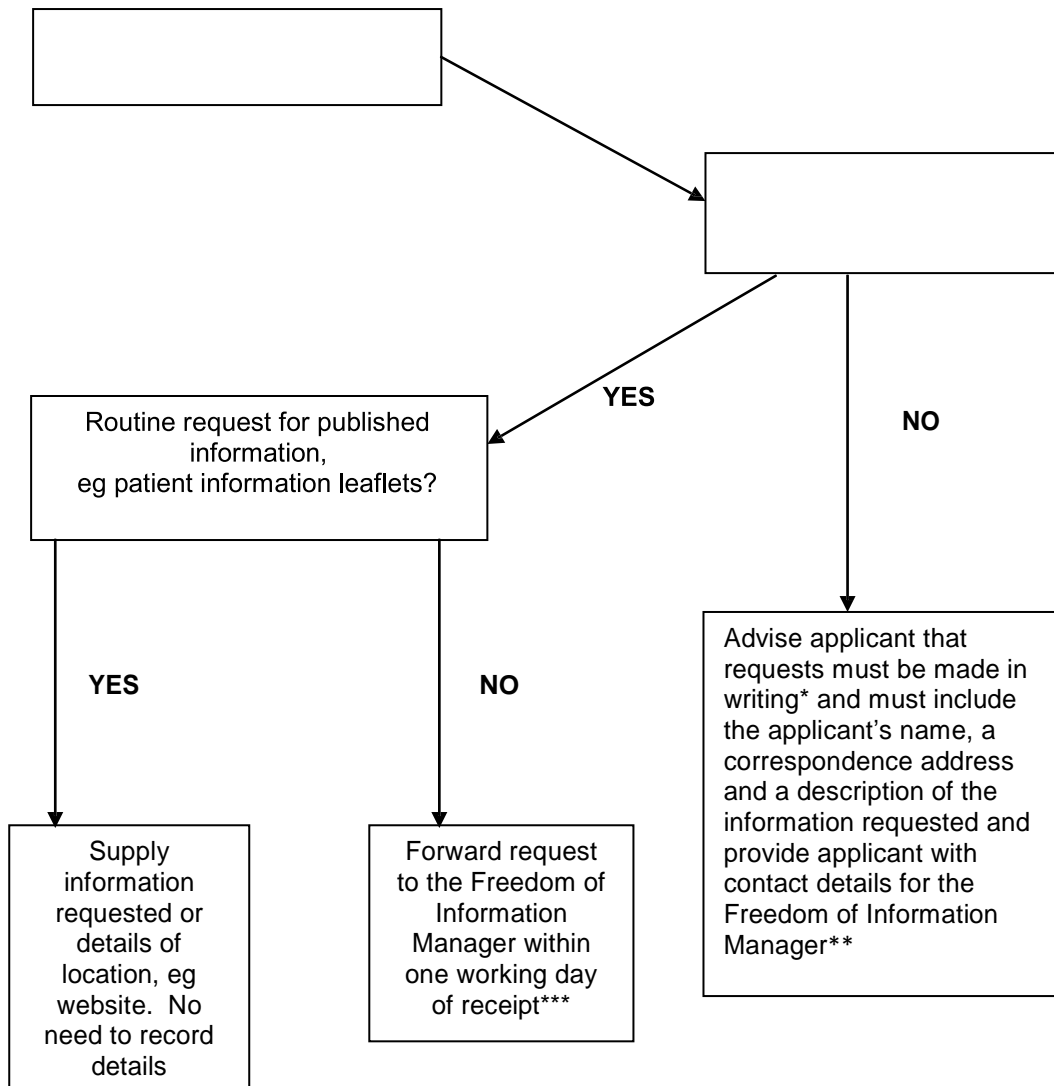 YES
NO
Routine request for published
information,
eg patient information leaflets?
YES
NO
Advise applicant that
requests must be made in
writing* and must include
the applicant’s name, a
correspondence address
and a description of the
information requested and
provide applicant with
contact details for the
Freedom of Information
Manager**
Supply
information
requested or
details of
location, eg
website.  No
need to record
details
Forward request
to the Freedom of
Information
Manager within
one working day
of receipt***